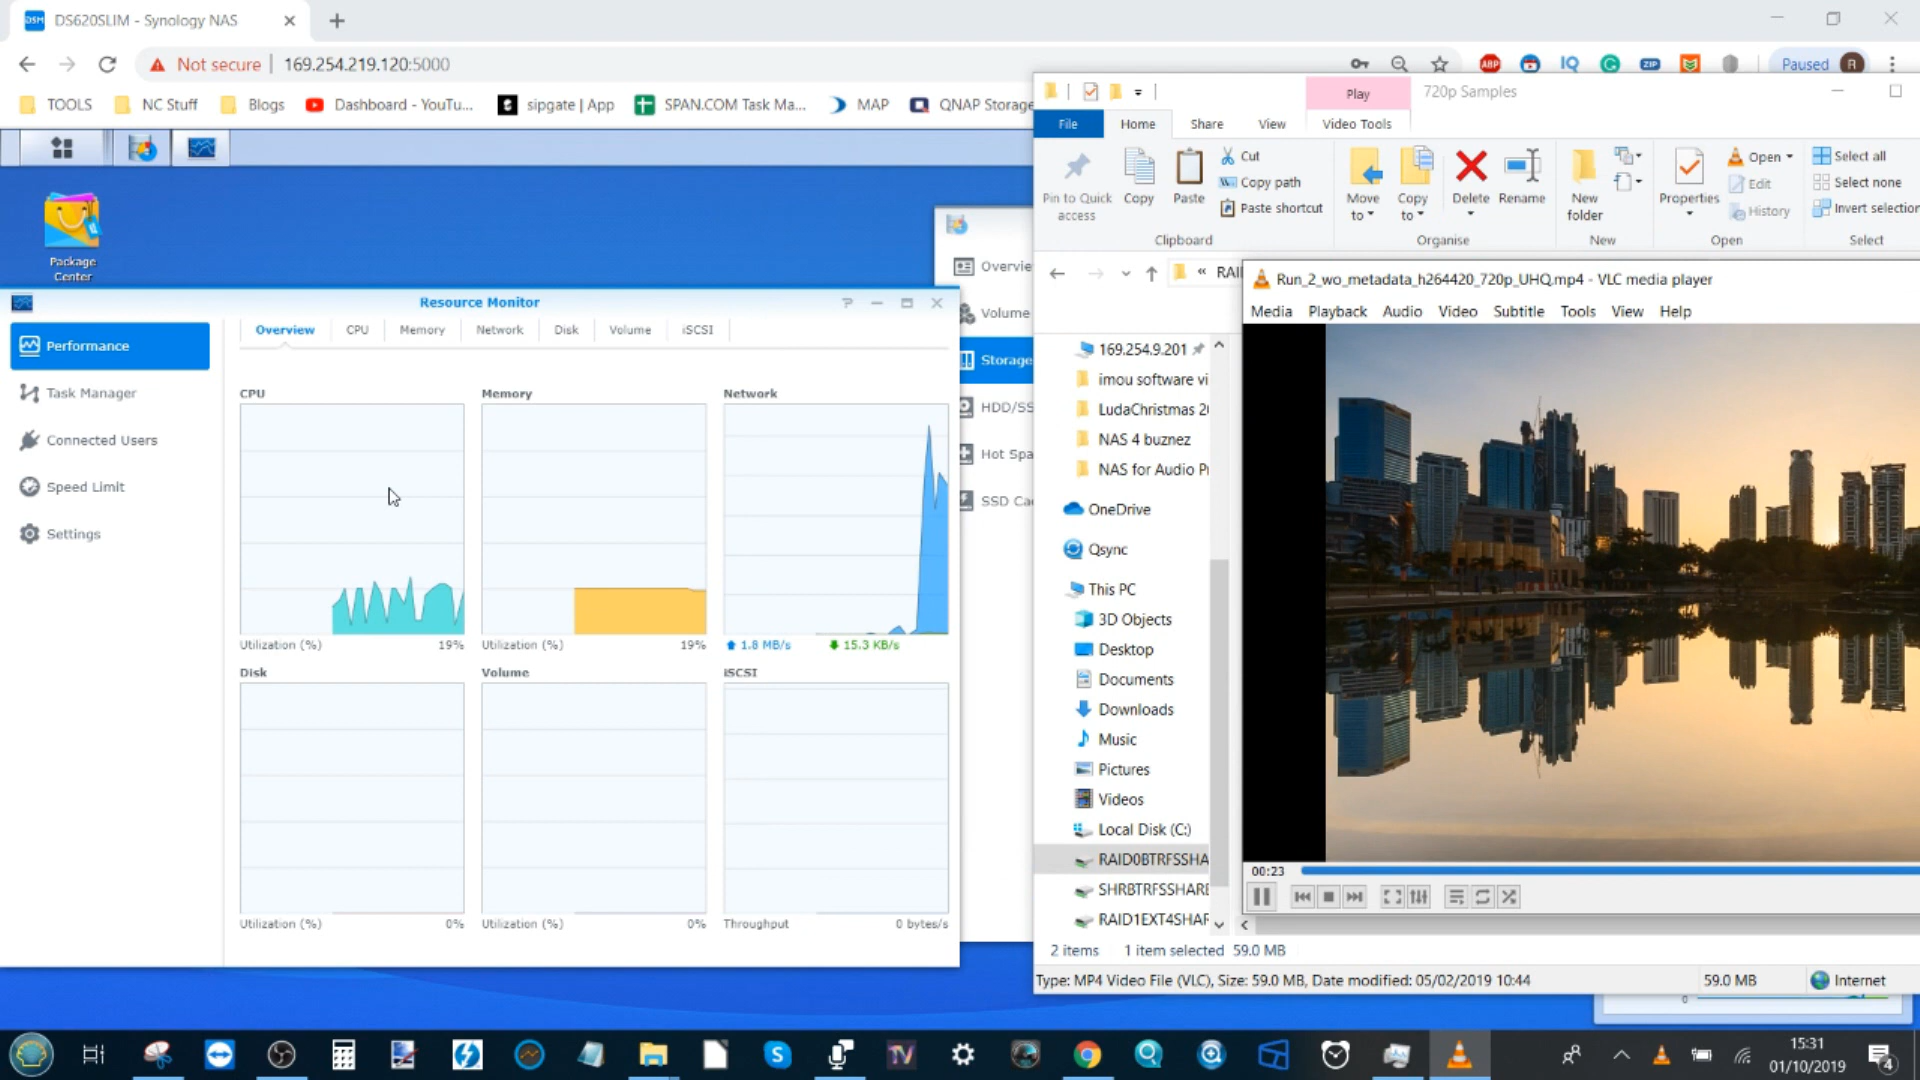 DS620SLIM - Synology NAS
Not secure
169.254.219.120:5000
Paused
R
TOOLS
NC Stuff
Blogs
Dashboard - YouTu...
sipgate | App
SPAN.COM Task Ma...
MAP
QNAP Storage
Package
Center
Resource Monitor
Performance
Task Manager
Connected Users
Speed Limit
Settings
Overview
CPU
Memory
Network
Disk
Volume
iSCSI
CPU
Memory
Network
Utilization (%)
19%
Utilization (%)
19%
1.8 MB/s
15.3 KB/s
Disk
Volume
iSCSI
Utilization (%)
0%
Utilization (%)
0%
Throughput
0 bytes/s
Overvie
Volume
Storage
HDD/SS
Hot Spa
SSD Ca
Play
720p Samples
File
Home
Share
View
Video Tools
Pin to Quick
access
Copy
Paste
Cut
Copy path
Paste shortcut
Clipboard
Move
to
Copy
to
Delete
Rename
Organise
New
folder
New
Properties
Open
Edit
History
Open
Select all
Select none
Invert selection
Select
« RAI
169.254.9.201
imou software vi
LudaChristmas 2
NAS 4 buznez
NAS for Audio Pr
OneDrive
Qsync
This PC
3D Objects
Desktop
Documents
Downloads
Music
Pictures
Videos
Local Disk (C:)
RAID0BTRFSSHA
SHRBTRFSSHARE
RAID1EXT4SHAR
2 items
1 item selected 59.0 MB
Type: MP4 Video File (VLC), Size: 59.0 MB, Date modified: 05/02/2019 10:44
59.0 MB
Internet
Run_2_wo_metadata_h264420_720p_UHQ.mp4 - VLC media player
Media
Playback
Audio
Video
Subtitle
Tools
View
Help
00:23
0
15:31
01/10/2019
4